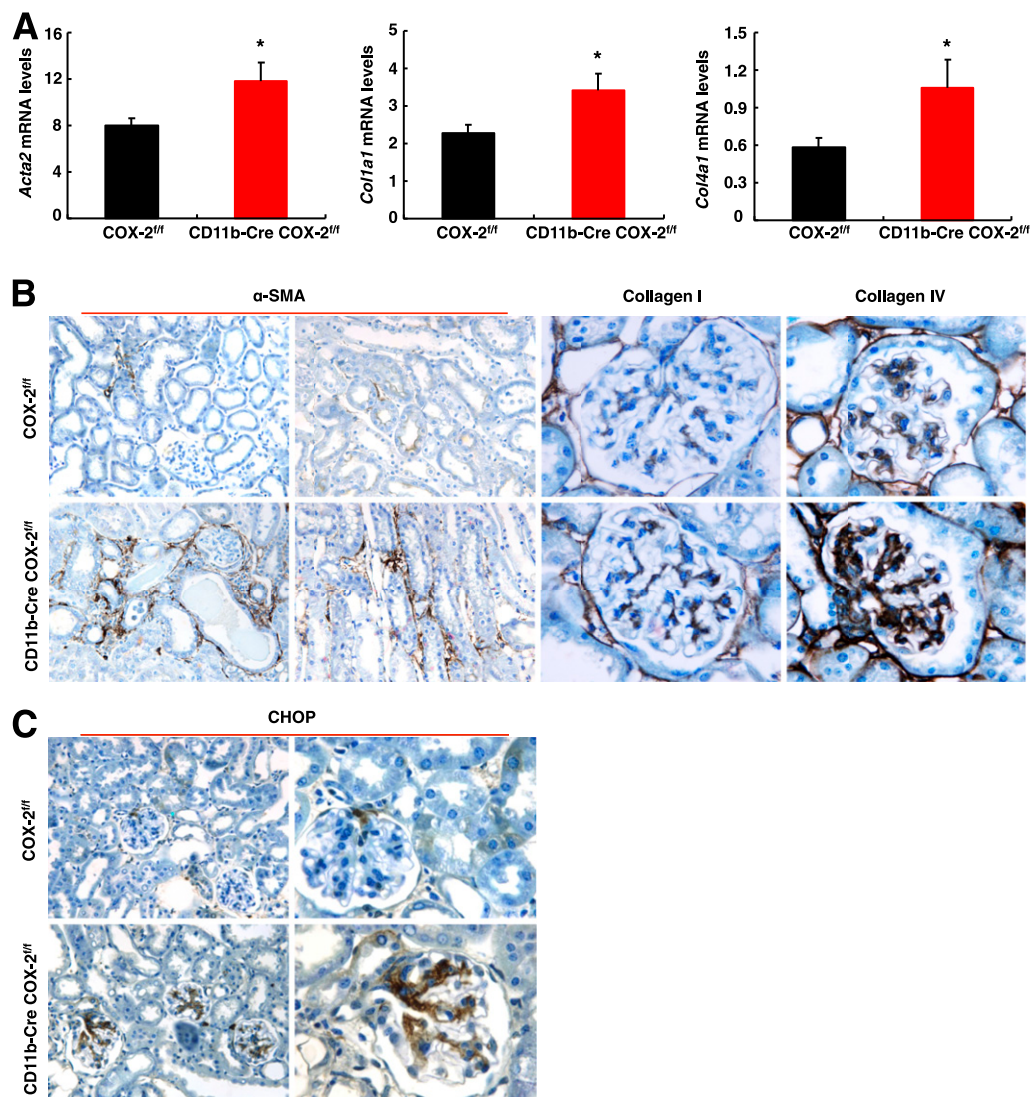 A
Acta2 mRNA levels
16
12
8
4
0
COX-2f/f
CD11b-Cre COX-2f/f
*
Col1a1 mRNA levels
5
4
3
2
1
0
COX-2f/f
CD11b-Cre COX-2f/f
*
Col4a1 mRNA levels
1.5
1.2
0.9
0.6
0.3
0
COX-2f/f
CD11b-Cre COX-2f/f
*
B
α-SMA
Collagen I
Collagen IV
COX-2f/f
CD11b-Cre COX-2f/f
C
CHOP
COX-2f/f
CD11b-Cre COX-2f/f